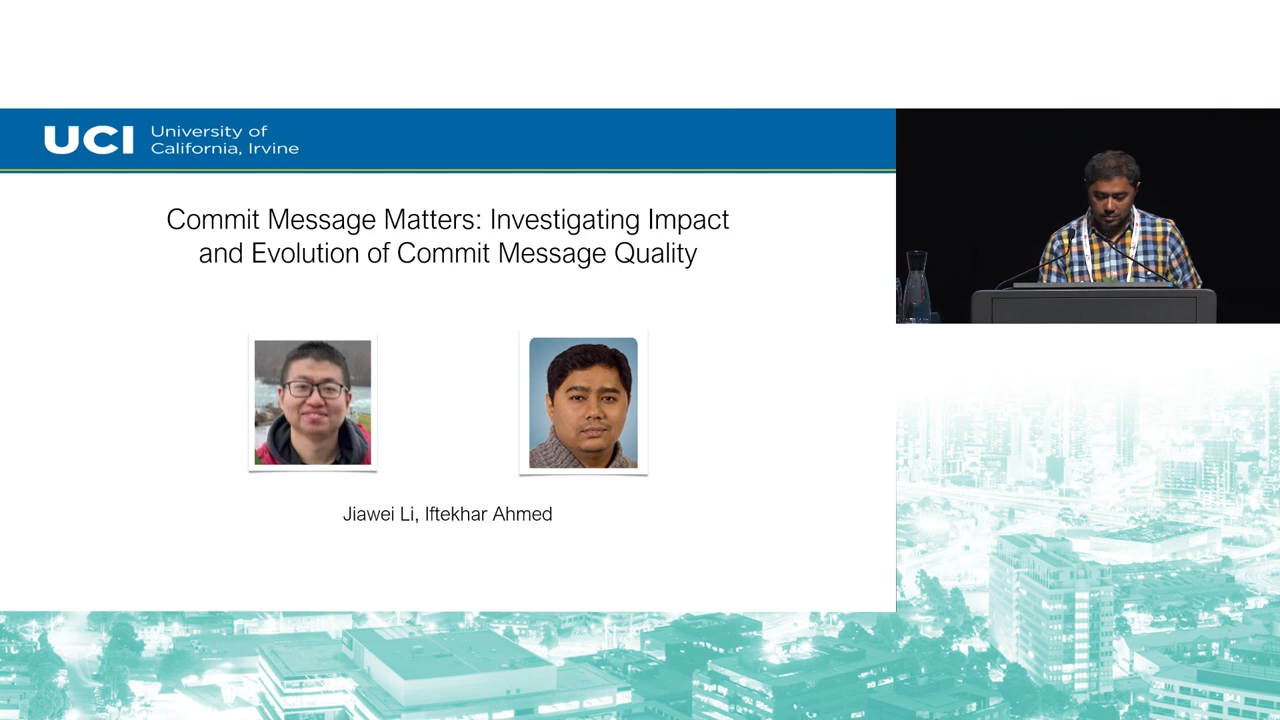 UCI
University of
California, Irvine
Commit Message Matters: Investigating Impact
and Evolution of Commit Message Quality
Jiawei Li, Iftekhar Ahmed